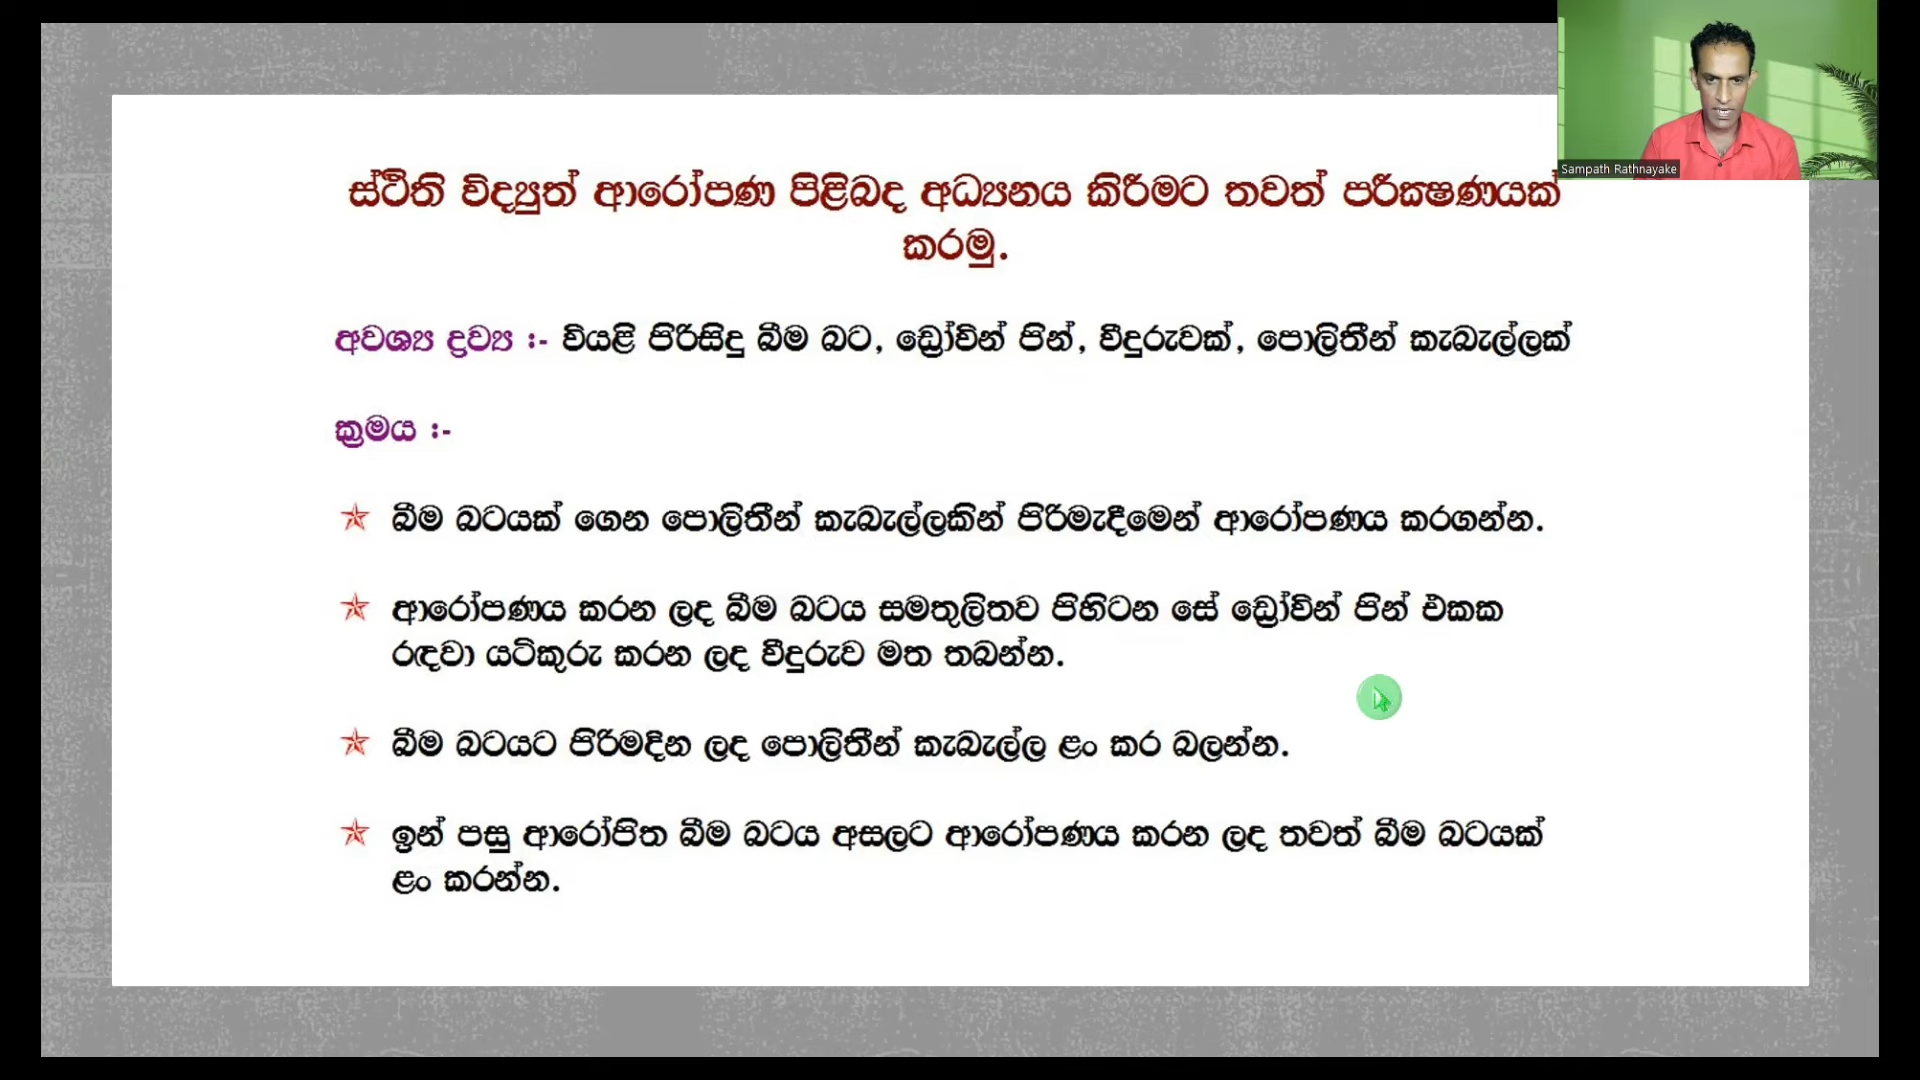 Sampath Rathnayake
ස්ථිති විද්‍යුත් ආරෝපණ පිළිබද අධ්‍යනය කිරීමට තවත් පරීක්ෂණයක්
කරමු.
අවශ්‍ය ද්‍රව්‍ය :- වියළි පිරිසිදු බීම බට, ඩ්‍රෝව්න් පින්, වීදුරුවක්, පොලිතීන් කැබැල්ලක්
ක්‍රමය :-
බීම බටයක් ගෙන පොලිතීන් කැබැල්ලකින් පිරිමැදීමෙන් ආරෝපණය කරගන්න.
ආරෝපණය කරන ලද බීම බටය සමතුලිතව පිහිටන සේ ඩ්‍රෝව්න් පින් එකක
රඳවා යටිකුරු කරන ලද වීදුරුව මත තබන්න.
බීම බටයට පිරිමදින ලද පොලිතීන් කැබැල්ල ළං කර බලන්න.
ඉන් පසු ආරෝපිත බීම බටය අසලට ආරෝපණය කරන ලද තවත් බීම බටයක්
ළං කරන්න.